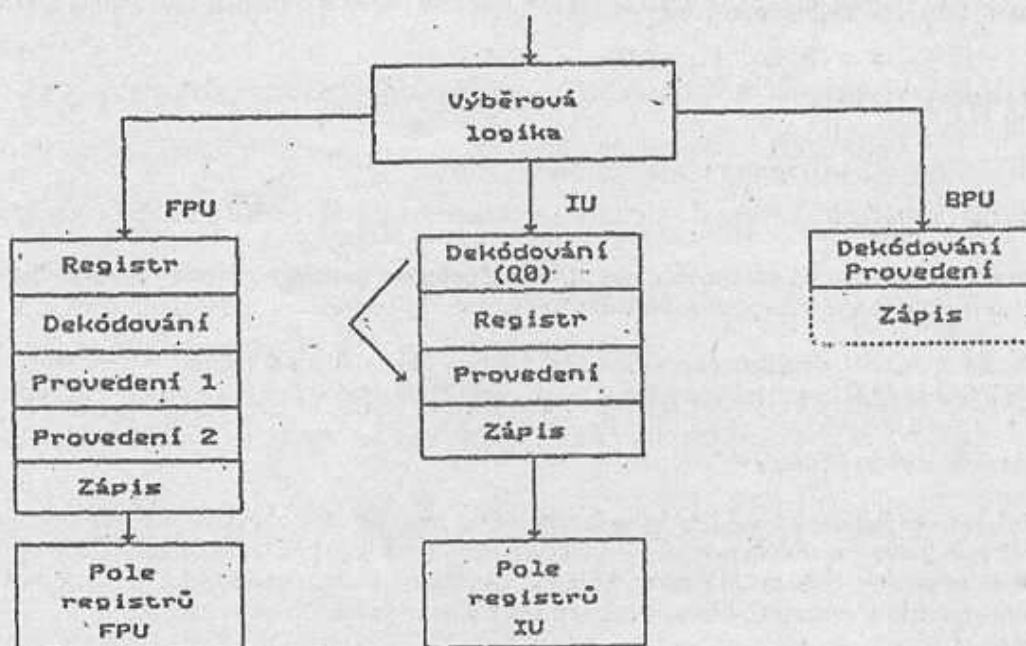 Výběrová
logika
FPU
IU
BPU
Registr
Dekódování
Provedení 1
Provedení 2
Zápis
Pole
registrů
FPU
Dekódování
(Q0)
Registr
Provedení
Zápis
Pole
registrů
IU
Dekódování
Provedení
Zápis